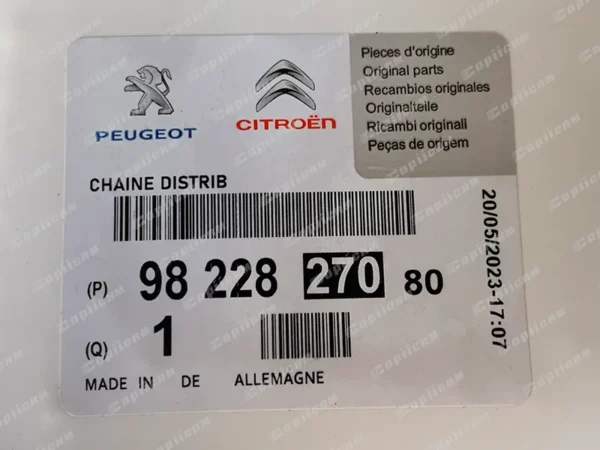 PEUGEOT
CITROËN
Pieces d'origine
Original parts
Recambios originales
Originalteile
Ricambi originali
Peças de origem
CHAINE DISTRIB
(P) 98 228 270 80
(Q) 1
MADE IN DE ALLEMAGNE
20/05/2023-17:07
Copiicam